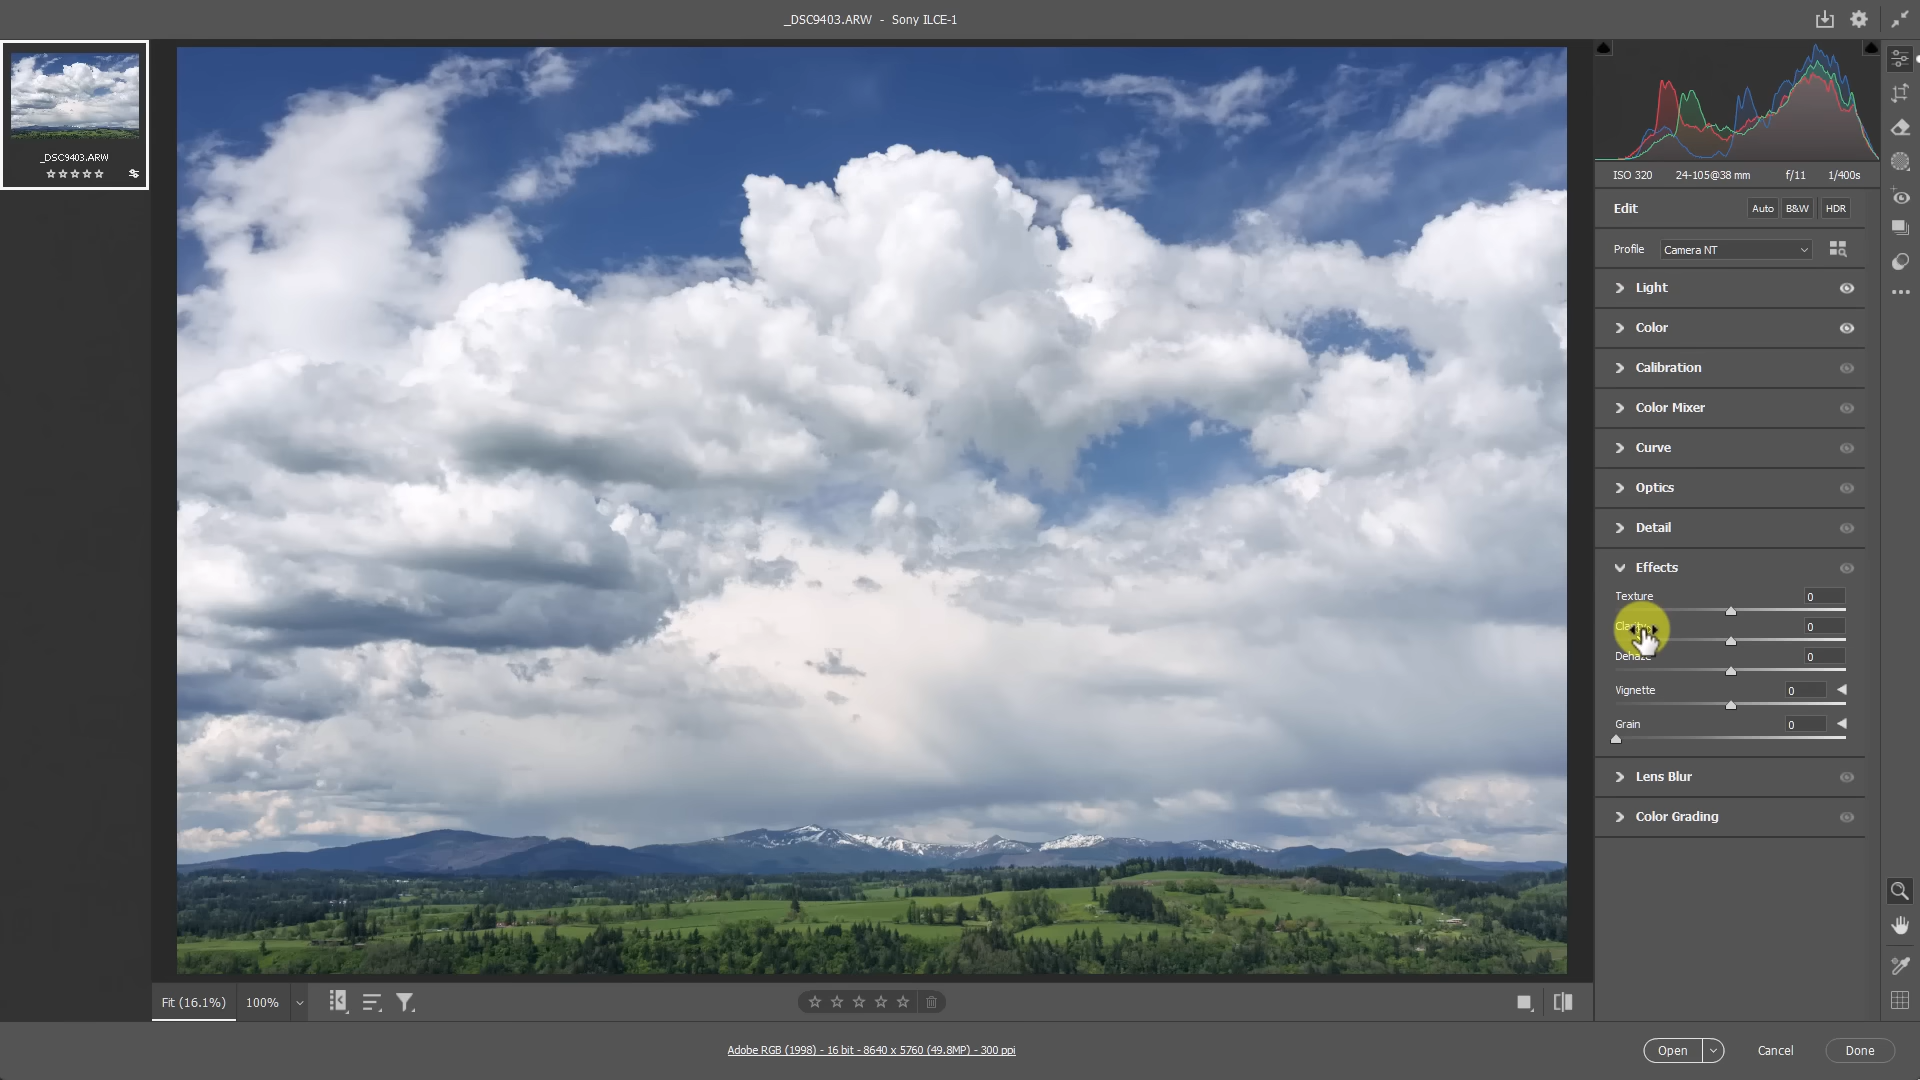 _DSC9403.ARW - Sony ILCE-1
_DSC9403.ARW
ISO 320 24-105@38 mm f/11 1/400s
Edit Auto B&W HDR
Profile Camera NT
Light
Color
Calibration
Color Mixer
Curve
Optics
Detail
Effects
Texture 0
Clarity 0
Dehaze 0
Vignette 0
Grain 0
Lens Blur
Color Grading
Fit (16.1%) 100%
Adobe RGB (1998) - 16 bit - 8640 x 5760 (49.8MP) - 300 ppi
Open Cancel Done